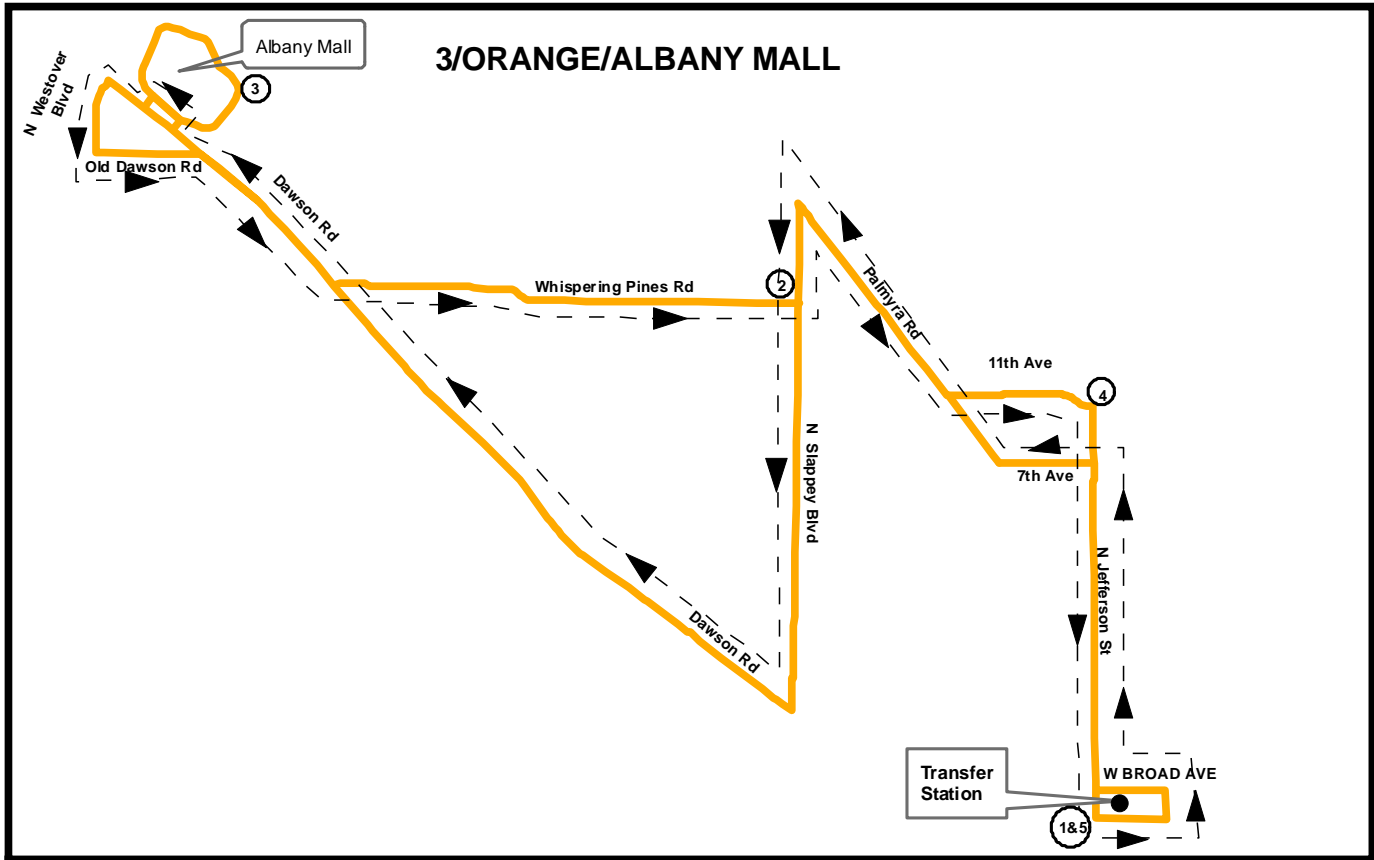 3/ORANGE/ALBANY MALL
Albany Mall
3
N Westover
Blvd
Old Dawson Rd
Dawson Rd
Whispering Pines Rd
2
Palmyra Rd
11th Ave
4
7th Ave
N Slappey Blvd
N Jefferson St
Dawson Rd
Transfer
Station
W BROAD AVE
1&5